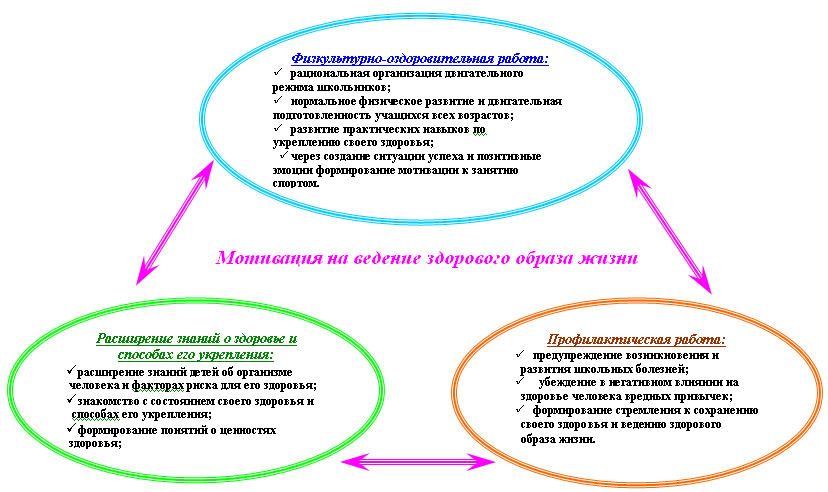 Физкультурно-оздоровительная работа:
✓ рациональная организация двигательного
режима школьников;
✓ нормальное физическое развитие и двигательная
подготовленность учащихся всех возрастов;
✓ развитие практических навыков по
укреплению своего здоровья;
✓ через создание ситуации успеха и позитивные
эмоции формирование мотивации к занятию
спортом.
Мотивация на ведение здорового образа жизни
Расширение знаний о здоровье и
способах его укрепления:
✓расширение знаний детей об организме
человека и факторах риска для его здоровья;
✓знакомство с состоянием своего здоровья и
способах его укрепления;
✓формирование понятий о ценностях
здоровья;
Профилактическая работа:
✓ предупреждение возникновения и
развития школьных болезней;
✓ убеждение в негативном влиянии на
здоровье человека вредных привычек;
✓ формирование стремления к сохранению
своего здоровья и ведению здорового
образа жизни.